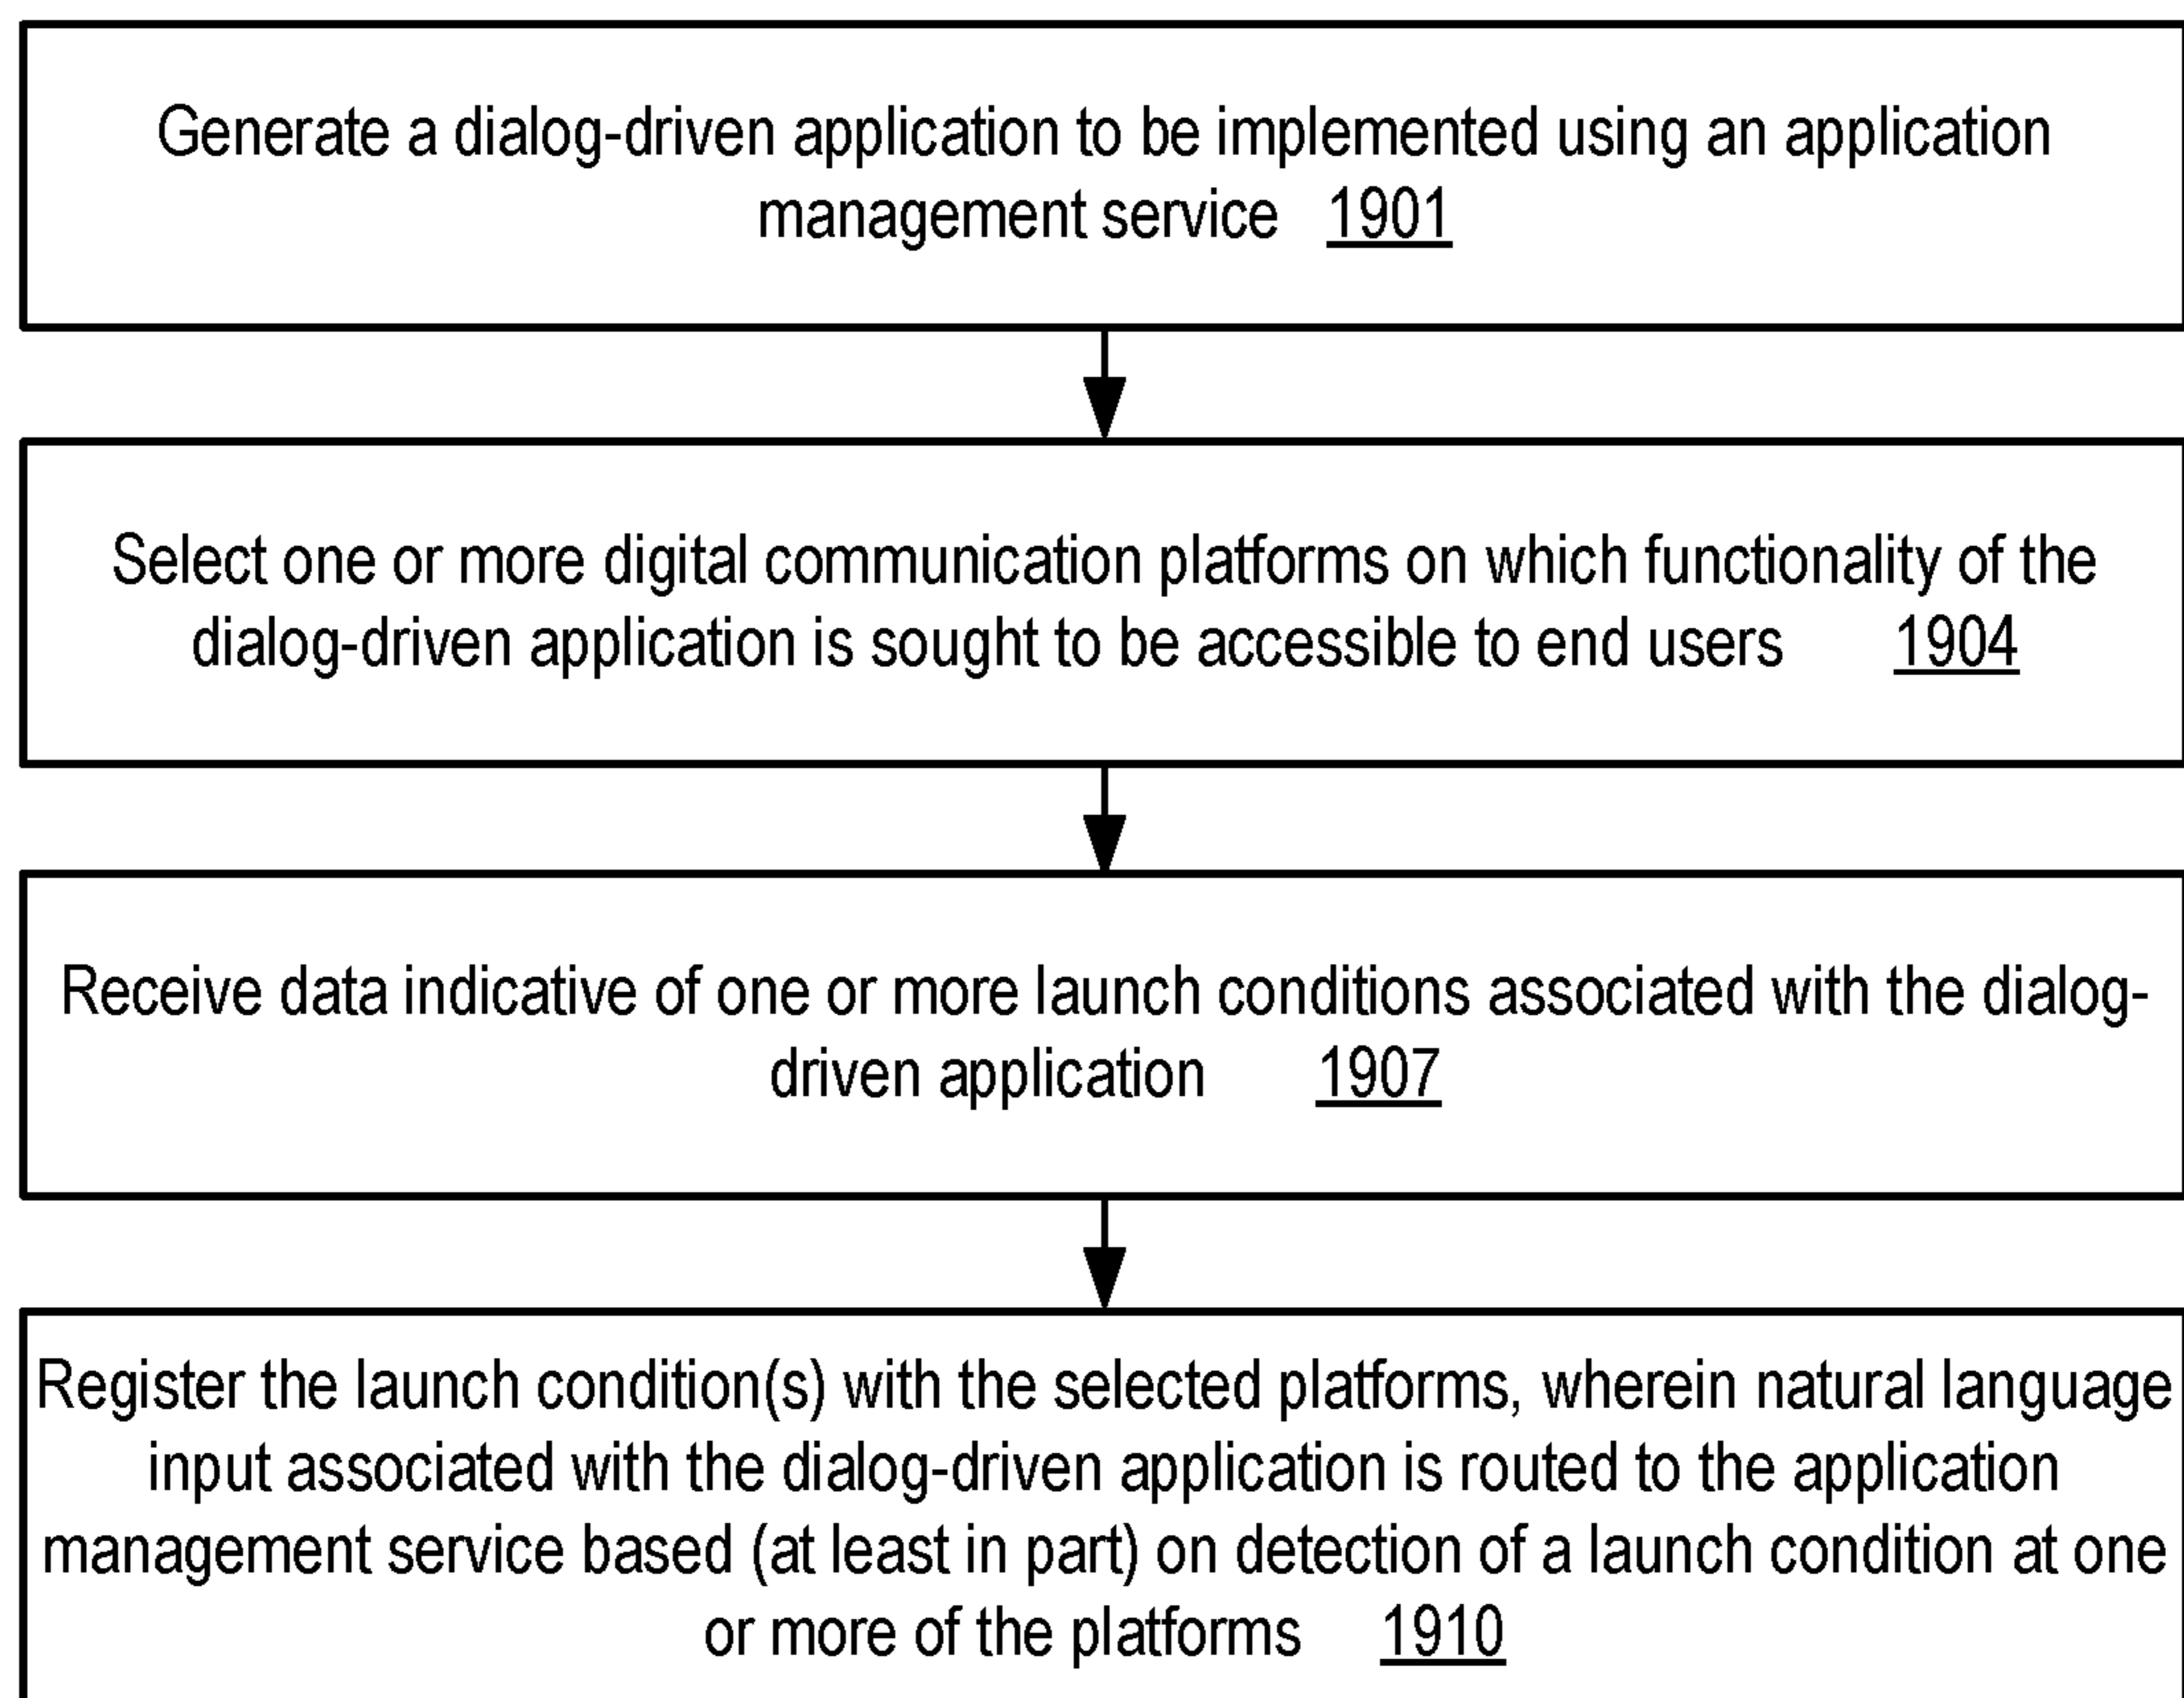 Generate a dialog-driven application to be implemented using an application
management service 1901
Select one or more digital communication platforms on which functionality of the
dialog-driven application is sought to be accessible to end users 1904
Receive data indicative of one or more launch conditions associated with the dialog-
driven application 1907
Register the launch condition(s) with the selected platforms, wherein natural language
input associated with the dialog-driven application is routed to the application
management service based (at least in part) on detection of a launch condition at one
or more of the platforms 1910